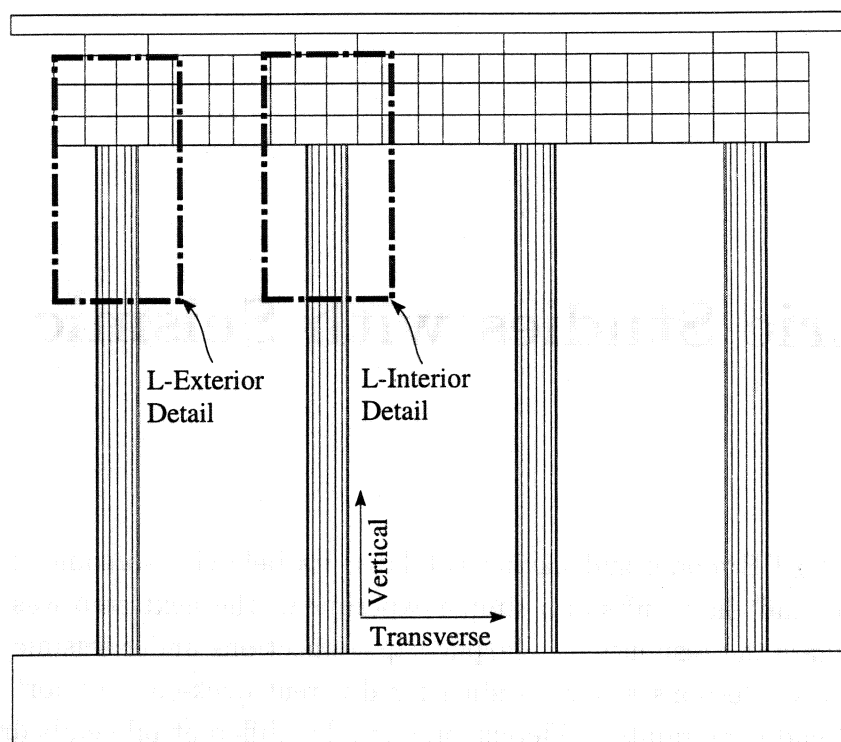 L-Exterior
Detail
L-Interior
Detail
Vertical
Transverse